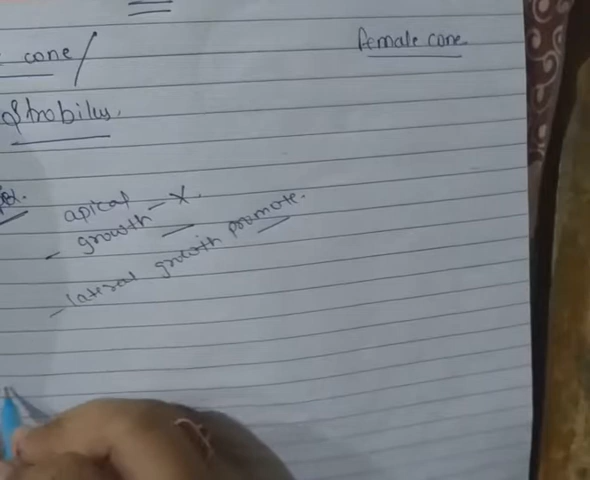 cone/
female cone
Strobilus.
apical
growth - X.
lateral growth promote.